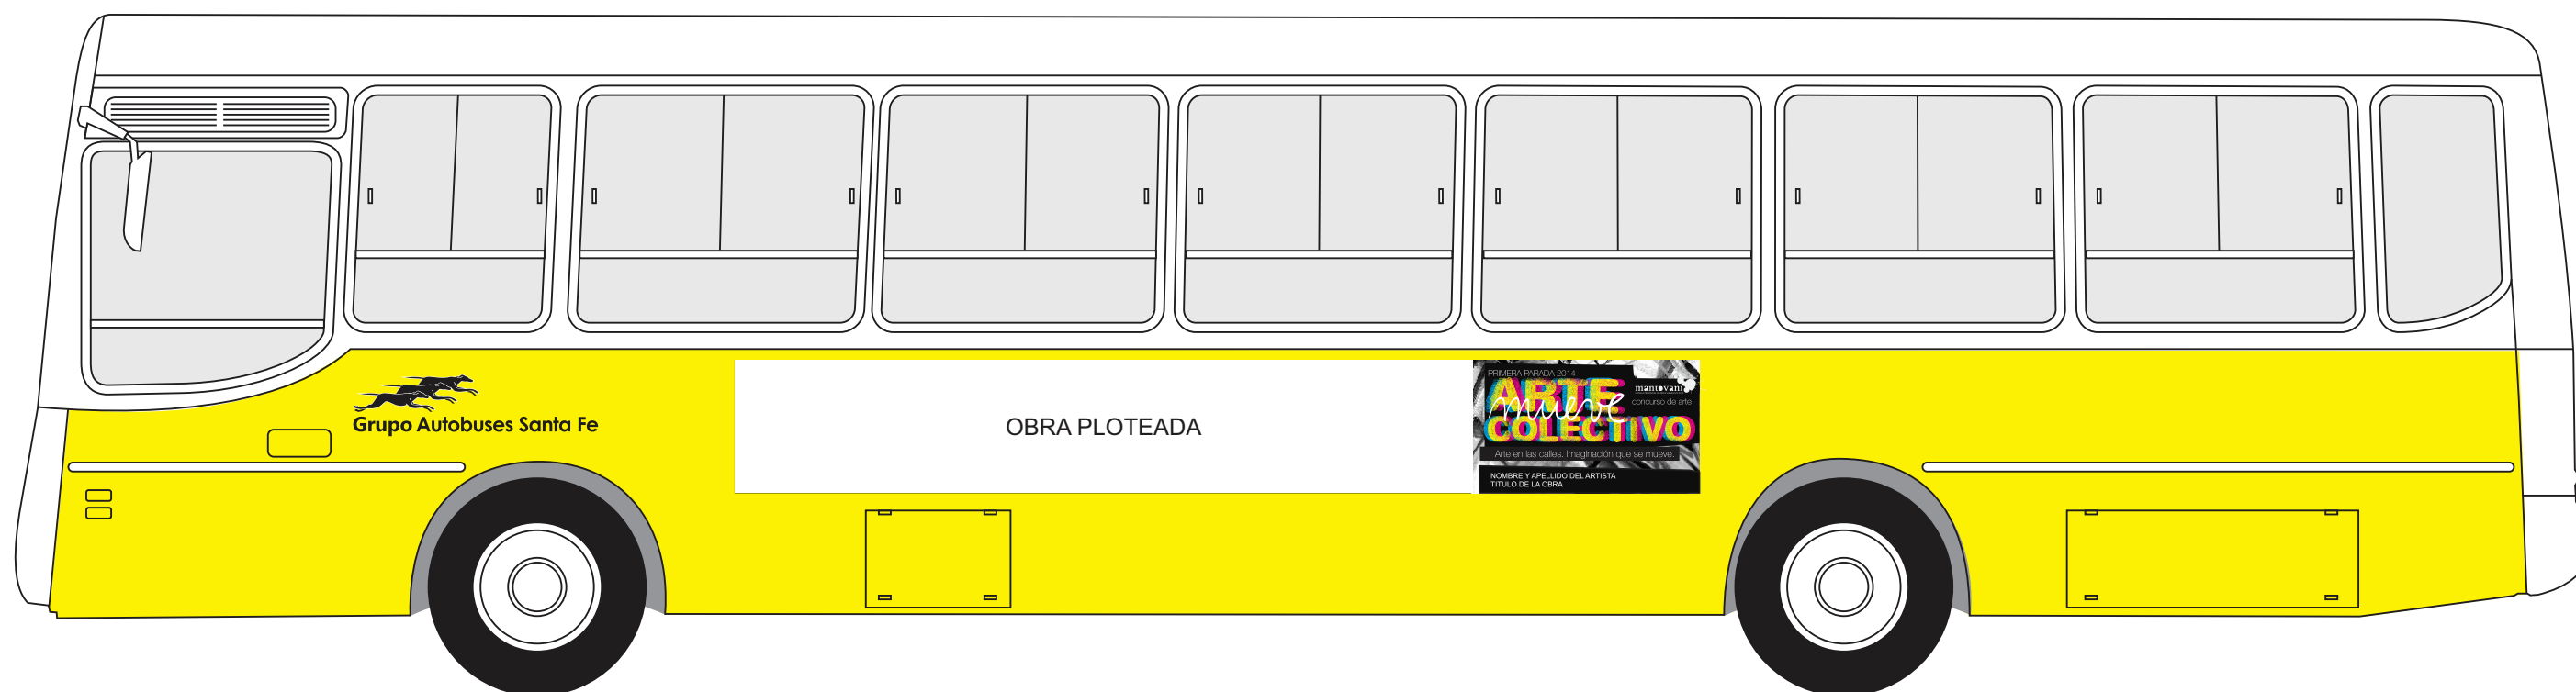 Grupo Autobuses Santa Fe
OBRA PLOTEADA
PRIMERA PARADA 2014
ARTE
mueve
COLECTIVO
mantovani
concurso de arte
Arte en las calles. Imaginación que se mueve.
NOMBRE Y APELLIDO DEL ARTISTA
TITULO DE LA OBRA